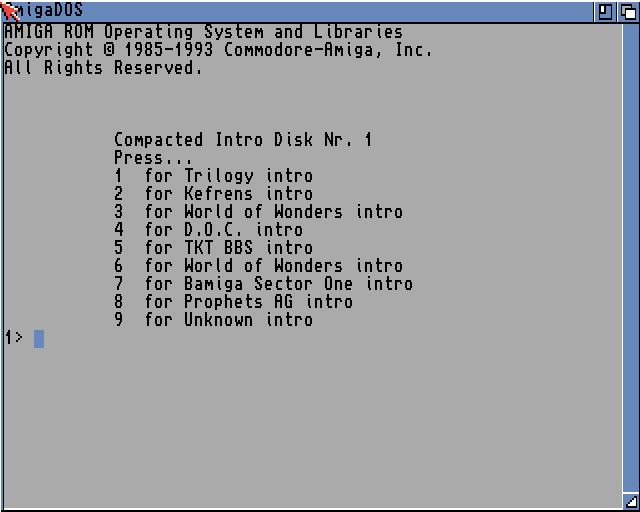 AmigaDOS
AMIGA ROM Operating System and Libraries
Copyright © 1985-1993 Commodore-Amiga, Inc.
All Rights Reserved.
Compacted Intro Disk Nr. 1
Press...
1  for Trilogy intro
2  for Kefrens intro
3  for World of Wonders intro
4  for D.O.C. intro
5  for TKT BBS intro
6  for World of Wonders intro
7  for Bamiga Sector One intro
8  for Prophets AG intro
9  for Unknown intro
1>